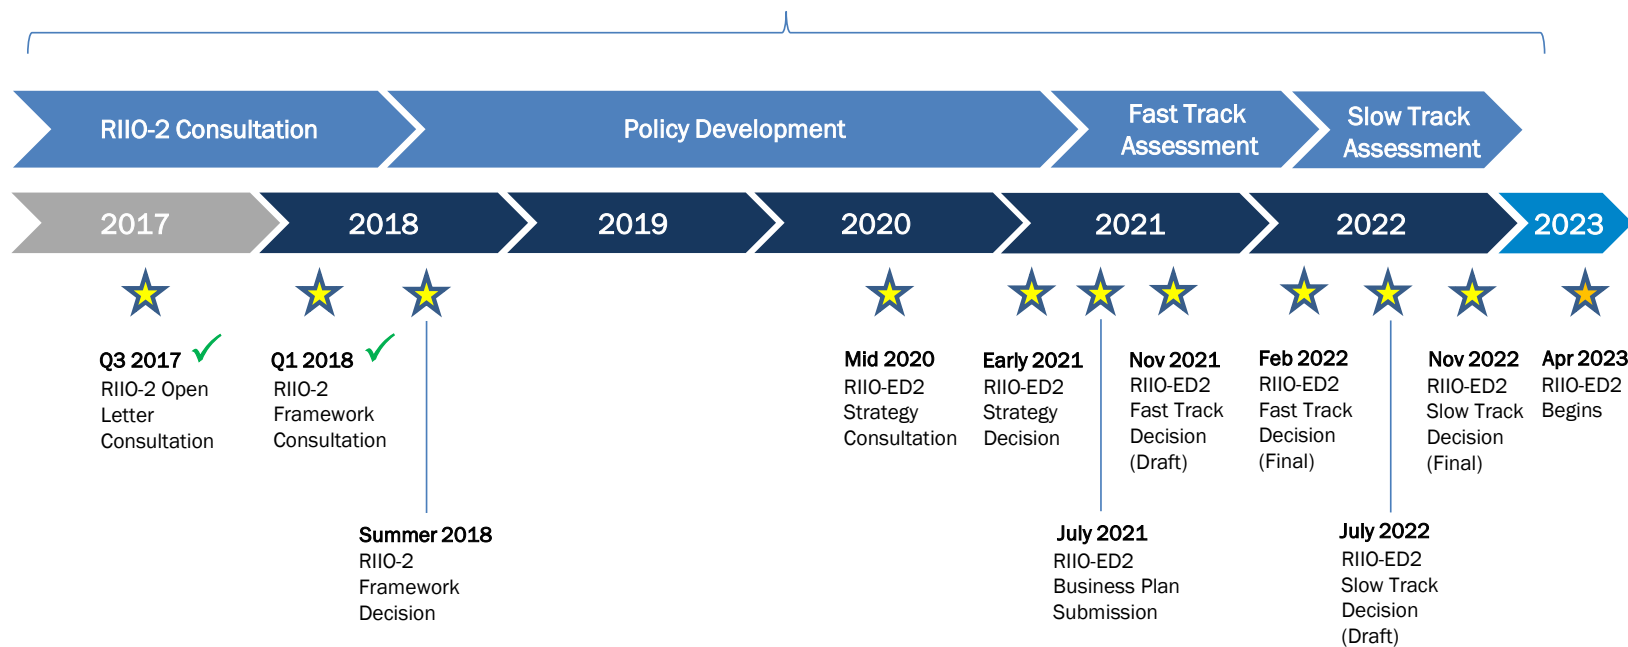 RIIO-2 Consultation
Policy Development
Fast Track
Assessment
Slow Track
Assessment
2017
2018
2019
2020
2021
2022
2023
Q3 2017
RIIO-2 Open
Letter
Consultation
Q1 2018
RIIO-2
Framework
Consultation
Summer 2018
RIIO-2
Framework
Decision
Mid 2020
RIIO-ED2
Strategy
Consultation
Early 2021
RIIO-ED2
Strategy
Decision
July 2021
RIIO-ED2
Business Plan
Submission
Nov 2021
RIIO-ED2
Fast Track
Decision
(Draft)
Feb 2022
RIIO-ED2
Fast Track
Decision
(Final)
July 2022
RIIO-ED2
Slow Track
Decision
(Draft)
Nov 2022
RIIO-ED2
Slow Track
Decision
(Final)
Apr 2023
RIIO-ED2
Begins